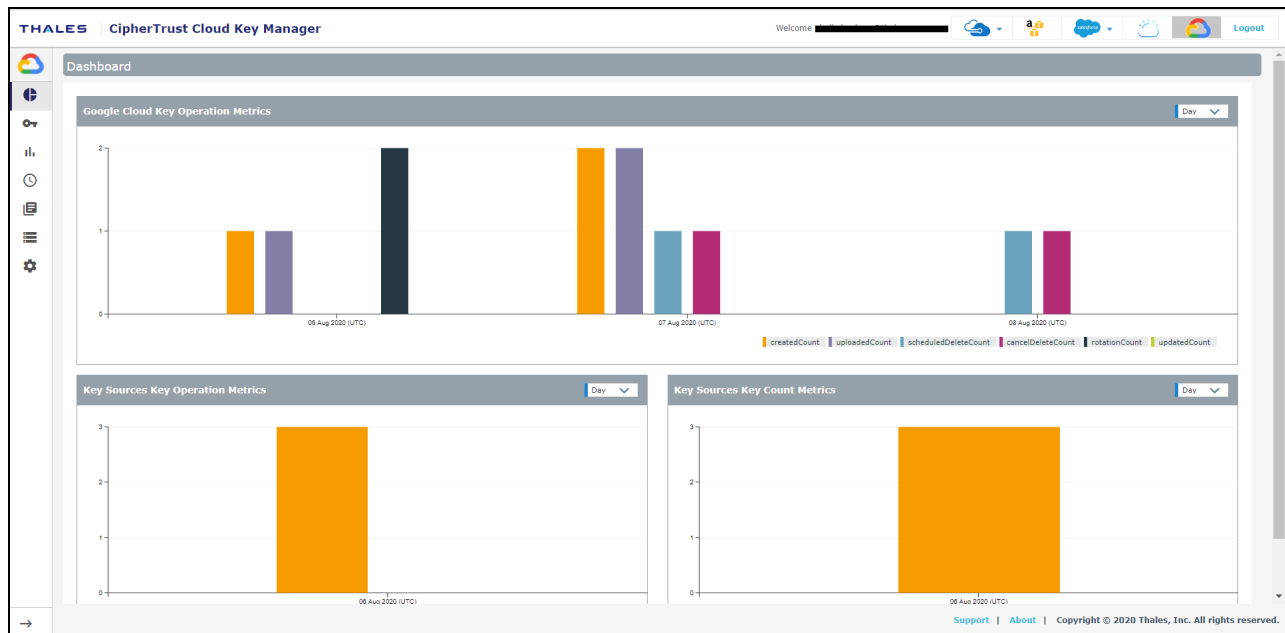 THALES CipherTrust Cloud Key Manager
Welcome
a
salesforce
Logout
Dashboard
Google Cloud Key Operation Metrics
Day
2
1
0
06 Aug 2020 (UTC)
07 Aug 2020 (UTC)
08 Aug 2020 (UTC)
createdCount uploadedCount scheduledDeleteCount cancelDeleteCount rotationCount updatedCount
Key Sources Key Operation Metrics
Day
3
2
1
0
06 Aug 2020 (UTC)
Key Sources Key Count Metrics
Day
3
2
1
0
06 Aug 2020 (UTC)
Support | About | Copyright © 2020 Thales, Inc. All rights reserved.